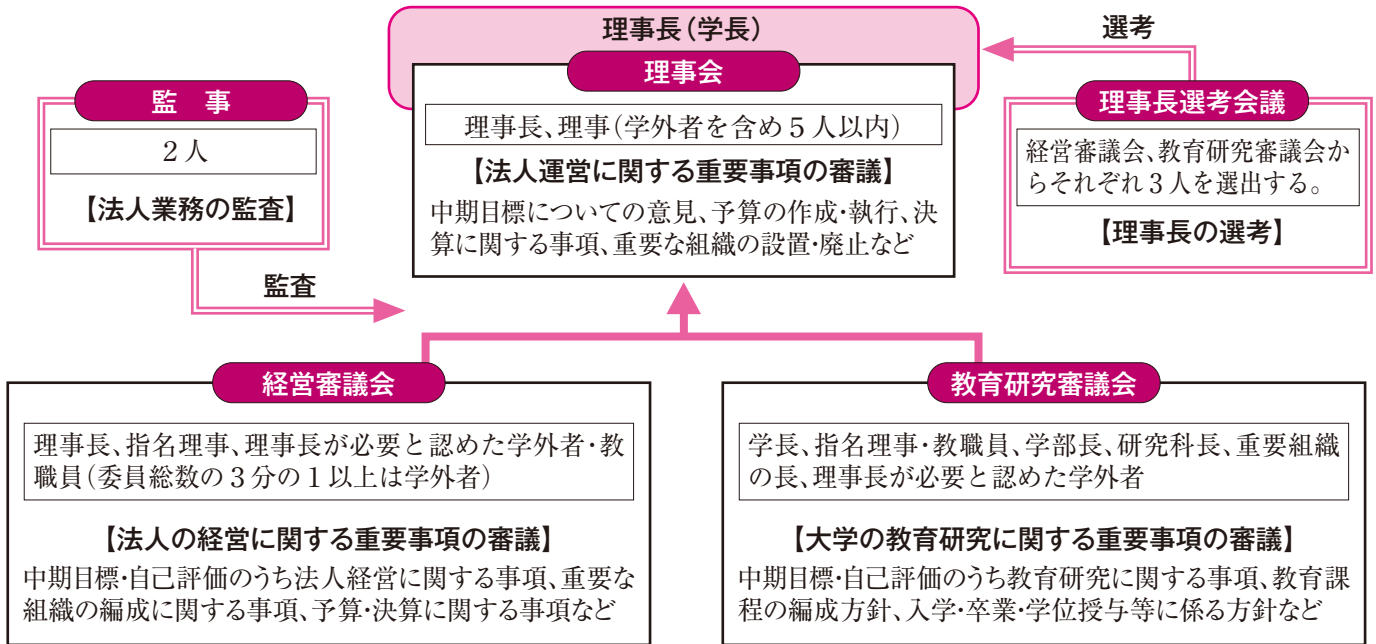 理事長（学長）
理事会
理事長、理事（学外者を含め５人以内）
【法人運営に関する重要事項の審議】
中期目標についての意見、予算の作成・執行、決
算に関する事項、重要な組織の設置・廃止など
選考
監　事
２人
【法人業務の監査】
監査
理事長選考会議
経営審議会、教育研究審議会か
らそれぞれ３人を選出する。
【理事長の選考】
経営審議会
理事長、指名理事、理事長が必要と認めた学外者・教
職員（委員総数の３分の１以上は学外者）
【法人の経営に関する重要事項の審議】
中期目標・自己評価のうち法人経営に関する事項、重要な
組織の編成に関する事項、予算・決算に関する事項など
教育研究審議会
学長、指名理事・教職員、学部長、研究科長、重要組織
の長、理事長が必要と認めた学外者
【大学の教育研究に関する重要事項の審議】
中期目標・自己評価のうち教育研究に関する事項、教育課
程の編成方針、入学・卒業・学位授与等に係る方針など